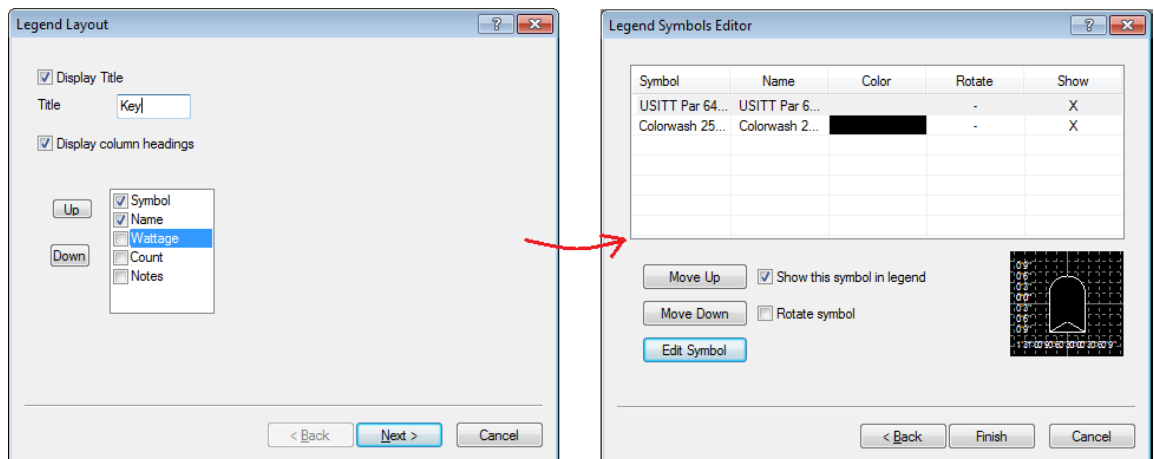 Legend Layout
Display Title
Title Key
Display column headings
Up
Down
Symbol
Name
Wattage
Count
Notes
< Back Next > Cancel
Legend Symbols Editor
Symbol Name Color Rotate Show
USITT Par 64... USITT Par 6... - X
Colorwash 25... Colorwash 2... - X
Move Up Show this symbol in legend
Move Down Rotate symbol
Edit Symbol
< Back Finish Cancel